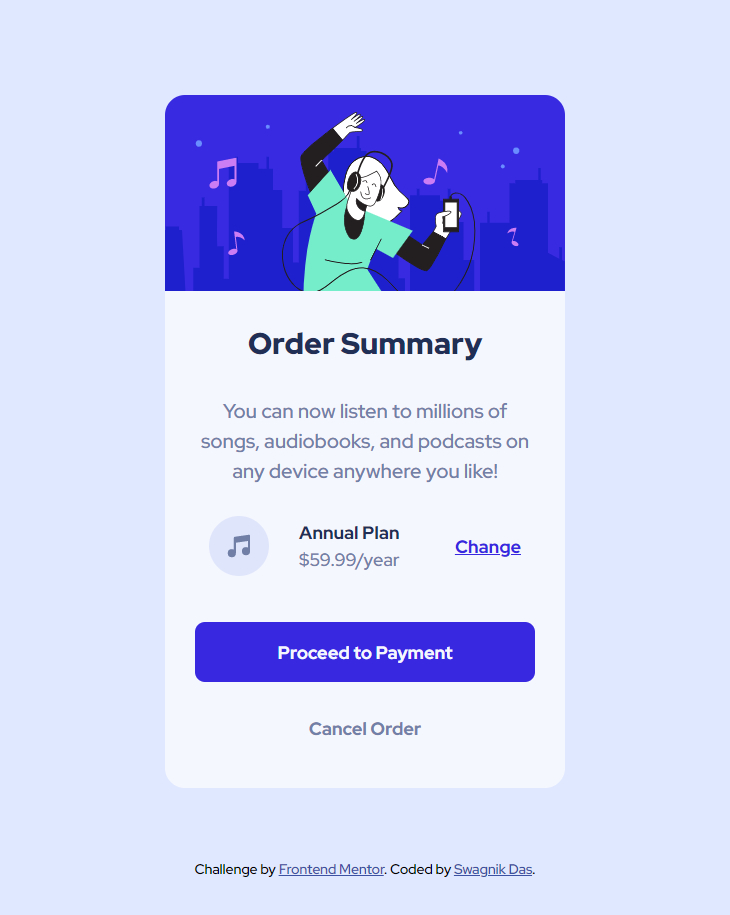 Order Summary
You can now listen to millions of
songs, audiobooks, and podcasts on
any device anywhere you like!
Annual Plan
$59.99/year
Change
Proceed to Payment
Cancel Order
Challenge by Frontend Mentor. Coded by Swagnik Das.